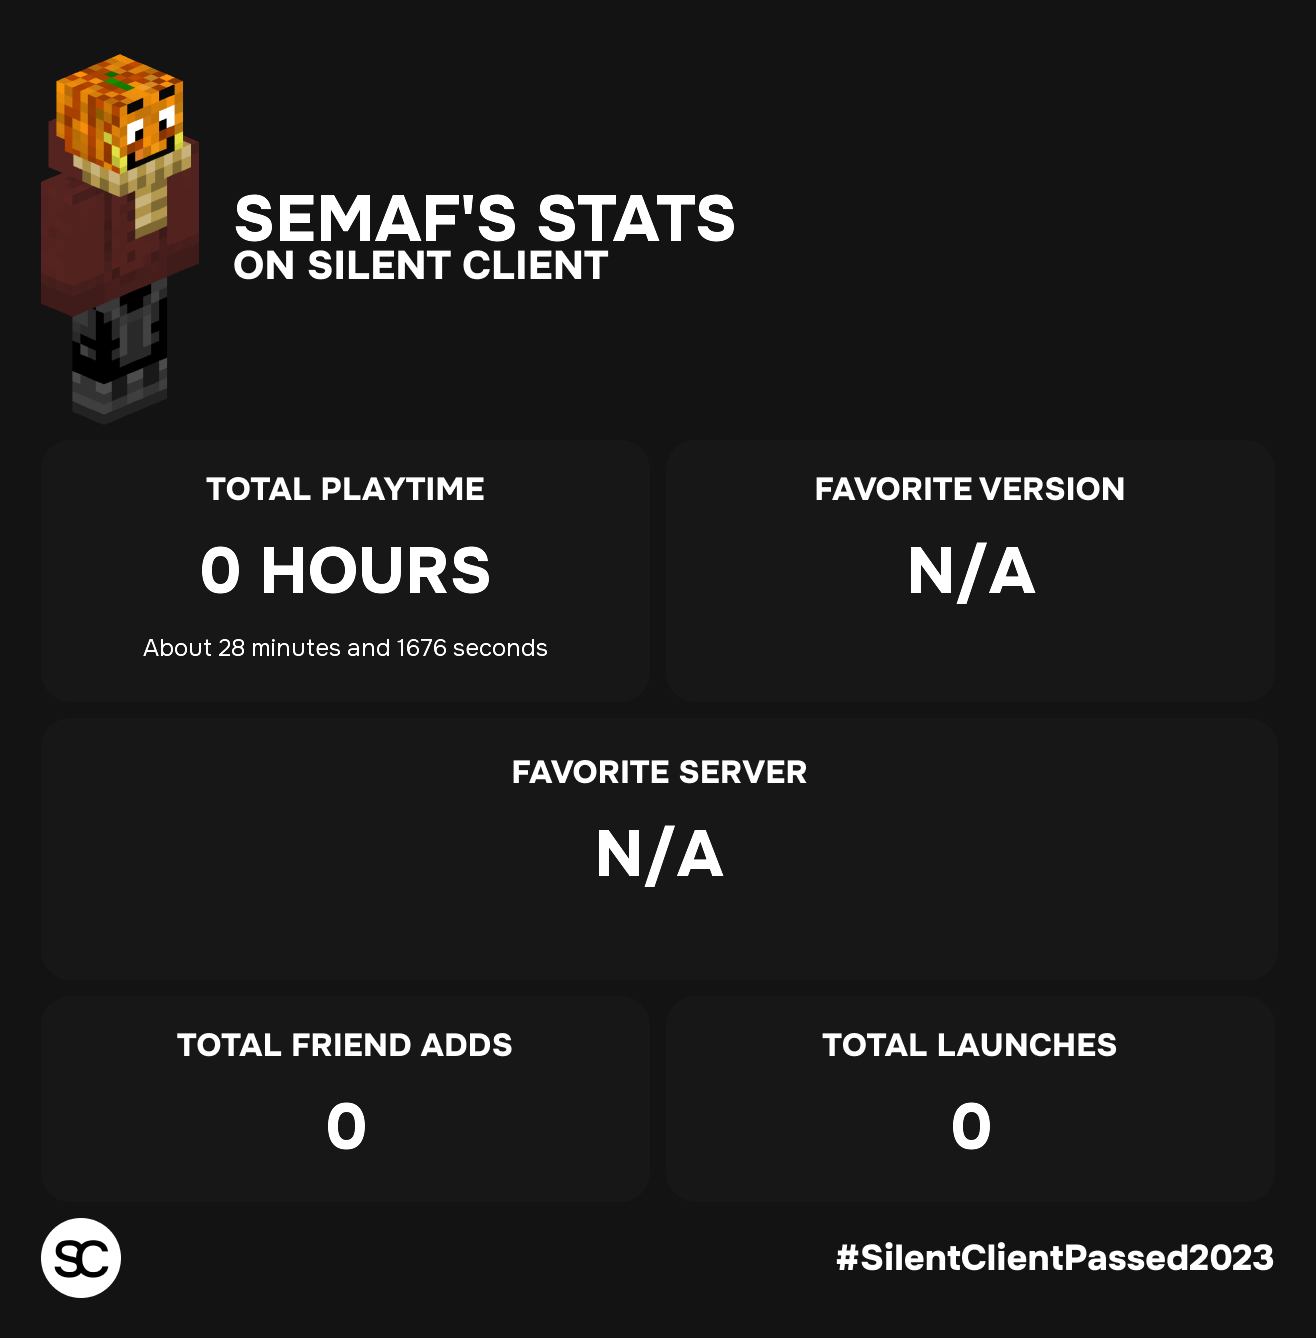 SEMAF'S STATS
ON SILENT CLIENT
TOTAL PLAYTIME
0 HOURS
About 28 minutes and 1676 seconds
FAVORITE VERSION
N/A
FAVORITE SERVER
N/A
TOTAL FRIEND ADDS
0
TOTAL LAUNCHES
0
SC
#SilentClientPassed2023